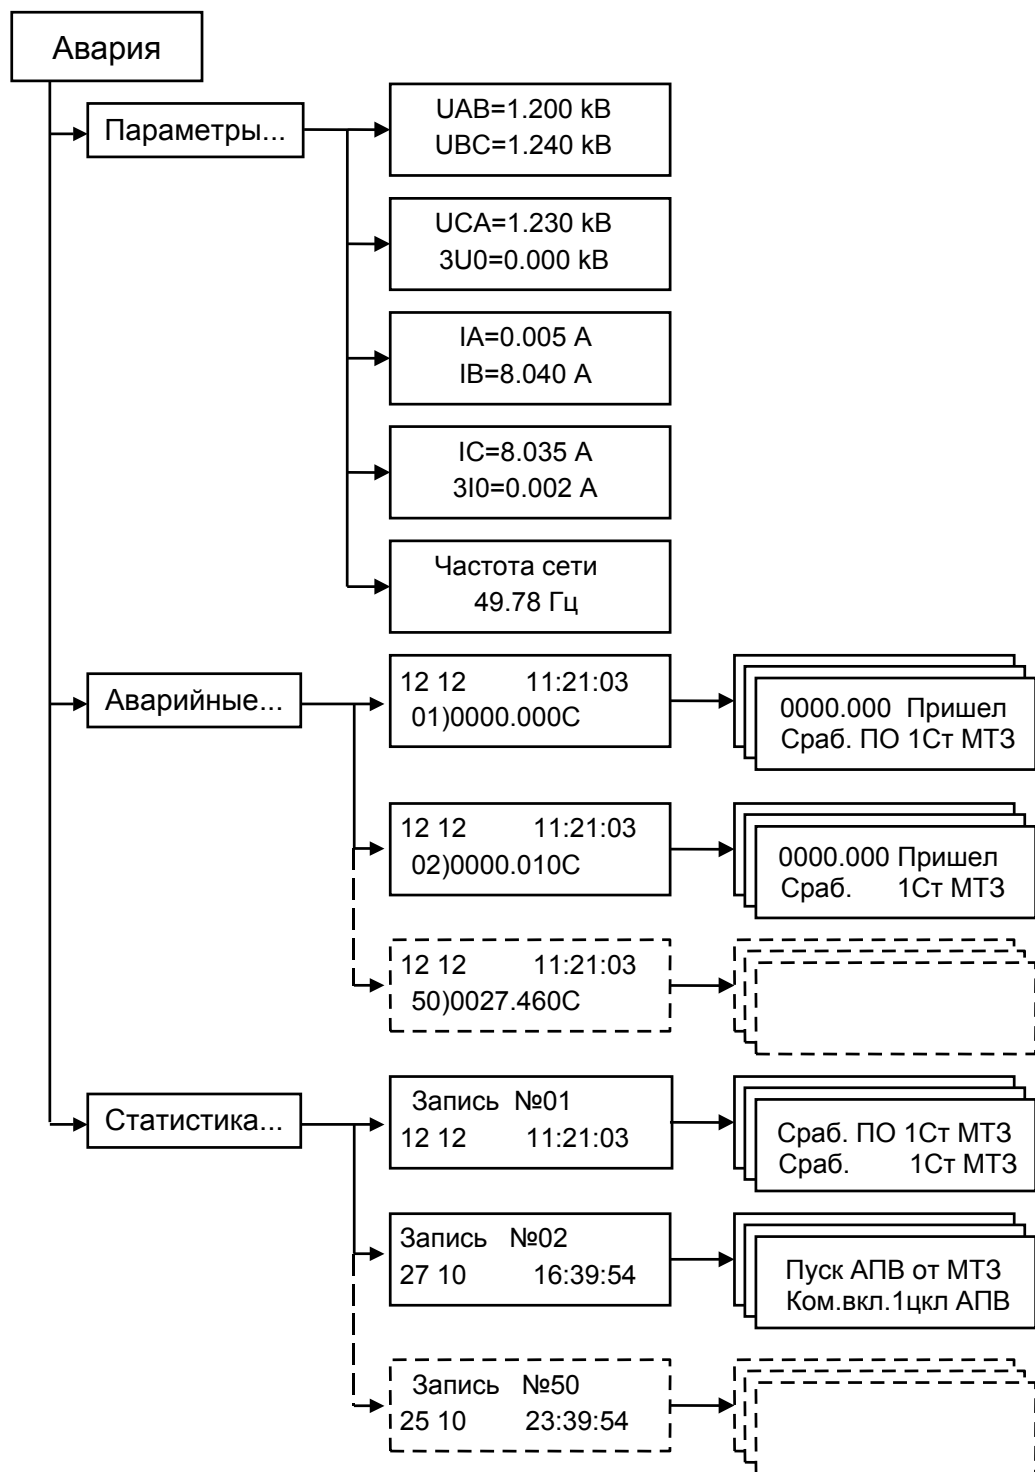 Авария
Параметры...
UAB=1.200 kB
UBC=1.240 kB
UCA=1.230 kB
3U0=0.000 kB
IA=0.005 A
IB=8.040 A
IC=8.035 A
3I0=0.002 A
Частота сети
49.78 Гц
Аварийные...
12 12 11:21:03
01)0000.000С
0000.000 Пришел
Сраб. ПО 1Ст МТЗ
12 12 11:21:03
02)0000.010С
0000.000 Пришел
Сраб. 1Ст МТЗ
12 12 11:21:03
50)0027.460С
Статистика...
Запись №01
12 12 11:21:03
Сраб. ПО 1Ст МТЗ
Сраб. 1Ст МТЗ
Запись №02
27 10 16:39:54
Пуск АПВ от МТЗ
Ком.вкл.1цкл АПВ
Запись №50
25 10 23:39:54